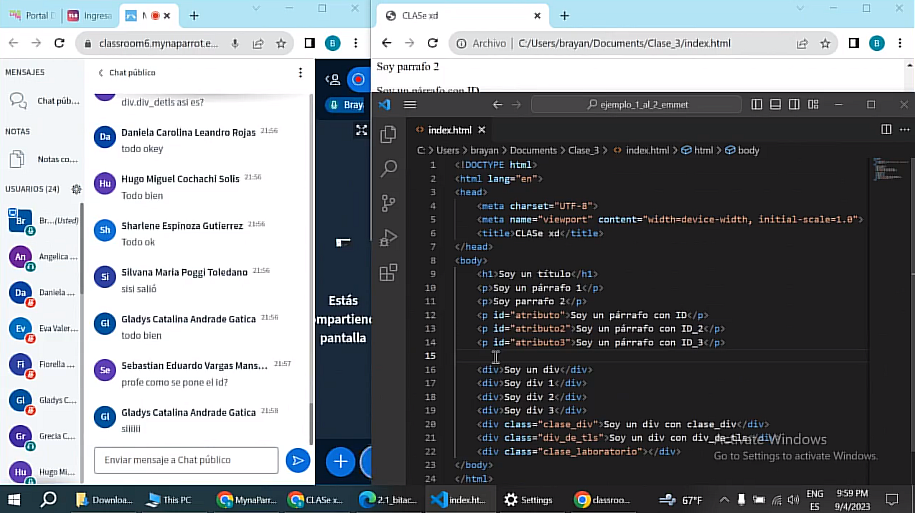 Portal D
Ingresa
classroom6.mynaparrot.e...
MENSAJES
Chat púb...
NOTAS
Notas co...
USUARIOS (24)
Br...(Usted)
Angelica ...
Daniela ...
Eva Valer...
Fiorella ...
Gladys C...
Grecia C...
Hugo Mi...
Chat público
div.div_detls asi es?
Daniela Carolina Leandro Rojas 21:56
todo okey
Hugo Miguel Cochachi Solis 21:56
Todo bien
Sharlene Espinoza Gutierrez 21:56
Todo ok
Silvana Maria Poggi Toledano 21:56
sisi salió
Gladys Catalina Andrade Gatica 21:56
todo bien
Sebastian Eduardo Vargas Mans... 21:57
profe como se pone el id?
Gladys Catalina Andrade Gatica 21:58
siiiiii
Enviar mensaje a Chat público
Bray
Estás
ompartiend
pantalla
CLASe xd
Archivo | C:/Users/brayan/Documents/Clase_3/index.html
Soy parrafo 2
Soy un párrafo con ID
ejemplo_1_al_2_emmet
index.html
C: > Users > brayan > Documents > Clase_3 > index.html > html > body
1 <!DOCTYPE html>
2 <html lang="en">
3 <head>
4 <meta charset="UTF-8">
5 <meta name="viewport" content="width=device-width, initial-scale=1.0">
6 <title>CLASe xd</title>
7 </head>
8 <body>
9 <h1>Soy un título</h1>
10 <p>Soy un párrafo 1</p>
11 <p>Soy parrafo 2</p>
12 <p id="atributo">Soy un párrafo con ID</p>
13 <p id="atributo2">Soy un párrafo con ID_2</p>
14 <p id="atributo3">Soy un párrafo con ID_3</p>
15
16 <div>Soy un div</div>
17 <div>Soy div 1</div>
18 <div>Soy div 2</div>
19 <div>Soy div 3</div>
20 <div class="clase_div">Soy un div con clase_div</div>
21 <div class="div_de_tls">Soy un div con div_de_tls</div>
22 <div class="clase_laboratorio"></div>
23 </body>
24 </html>
Activate Windows
Go to Settings to activate Windows.
Downloa...
This PC
MynaParr...
CLASe x...
2.1_bitac...
index.ht...
Settings
classroo...
67°F
ENG
ES
9:59 PM
9/4/2023